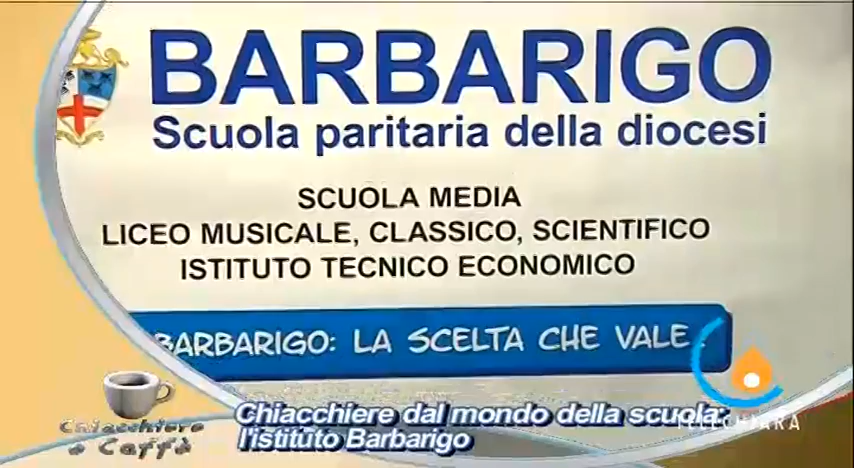 BARBARIGO
Scuola paritaria della diocesi
SCUOLA MEDIA
LICEO MUSICALE, CLASSICO, SCIENTIFICO
ISTITUTO TECNICO ECONOMICO
BARBARIGO: LA SCELTA CHE VALE
Chiacchiere dal mondo della scuola:
l'istituto Barbarigo
Chiacchiere
e Caffè
TELECHIARA